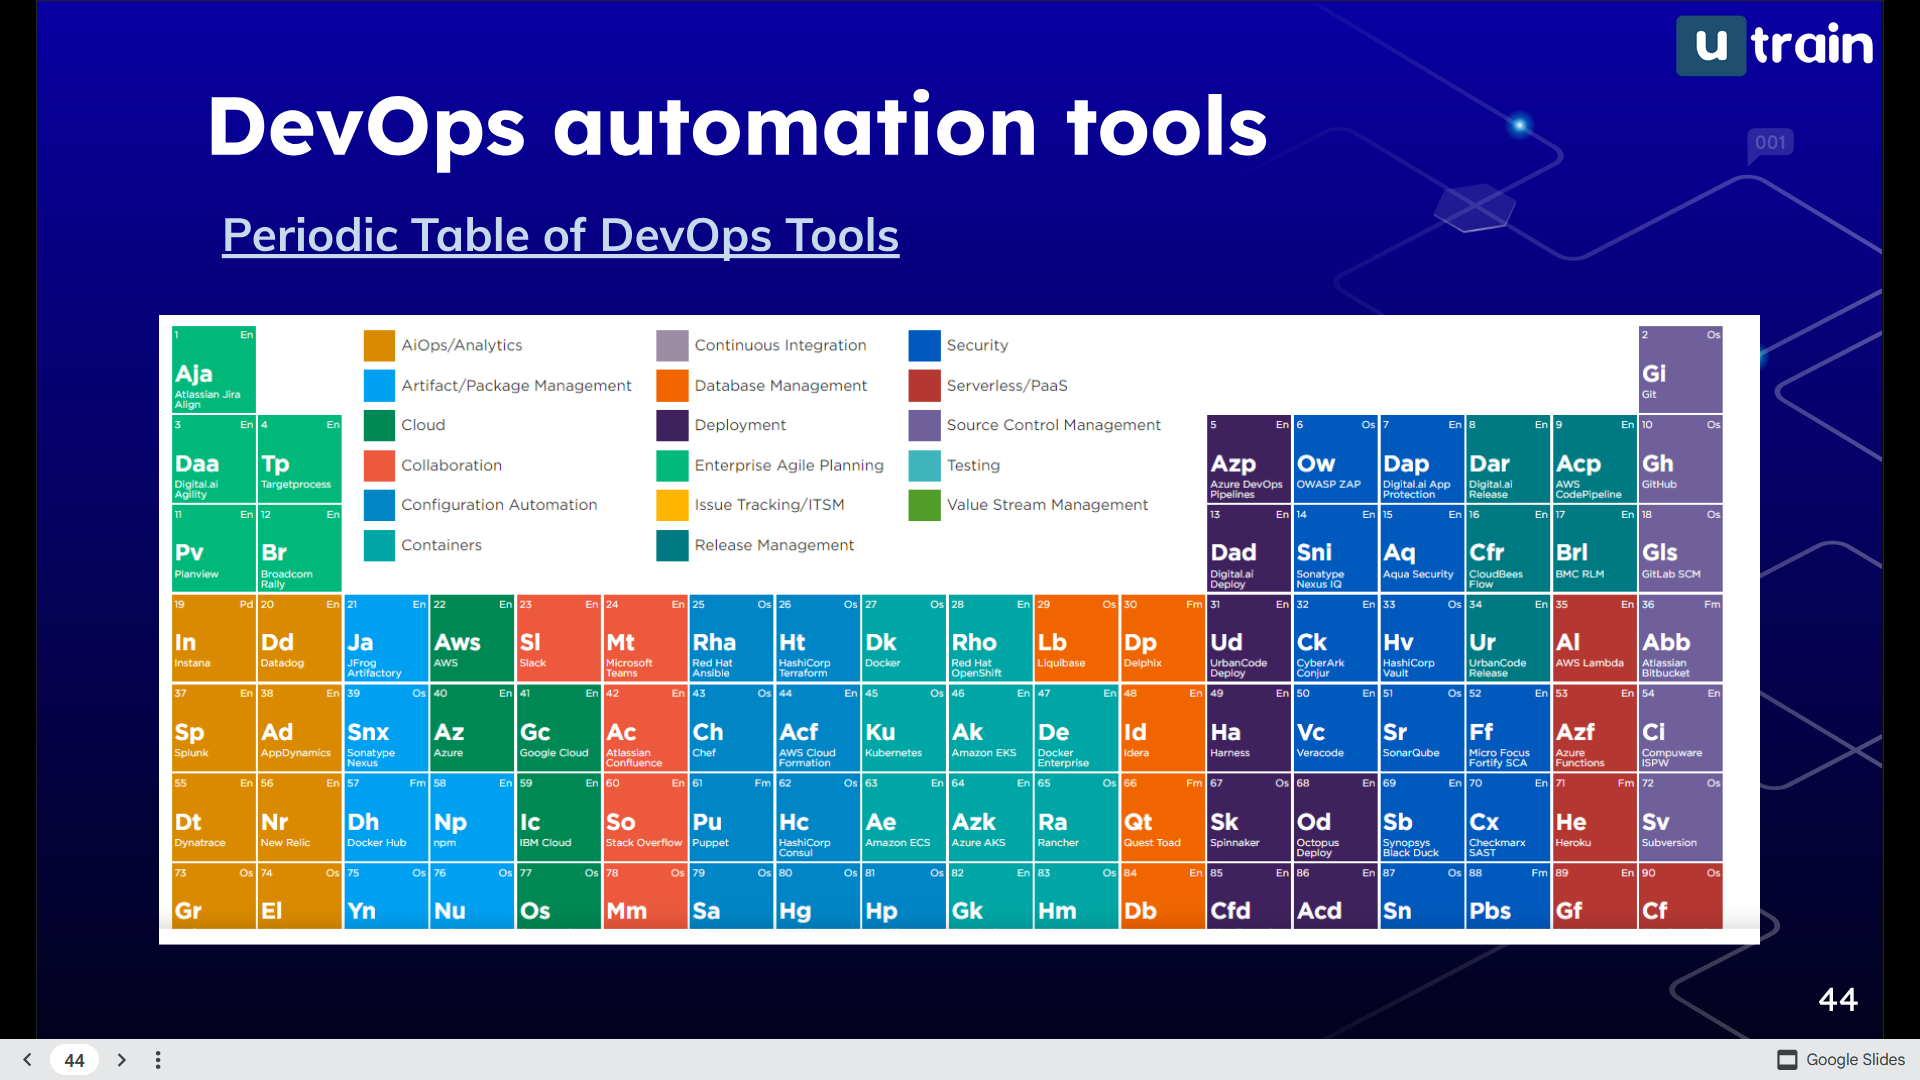 u train
DevOps automation tools
001
Periodic Table of DevOps Tools
1 En
Aja
Atlassian Jira
Align
AiOps/Analytics
Artifact/Package Management
Cloud
Collaboration
Configuration Automation
Containers
Continuous Integration
Database Management
Deployment
Enterprise Agile Planning
Issue Tracking/ITSM
Release Management
Security
Serverless/PaaS
Source Control Management
Testing
Value Stream Management
2 Os
Gi
Git
3 En
Daa
Digital.ai
Agility
4 En
Tp
Targetprocess
5 En
Azp
Azure DevOps
Pipelines
6 Os
Ow
OWASP ZAP
7 En
Dap
Digital.ai App
Protection
8 En
Dar
Digital.ai
Release
9 En
Acp
AWS
CodePipeline
10 Os
Gh
GitHub
11 En
Pv
Planview
12 En
Br
Broadcom
Rally
13 En
Dad
Digital.ai
Deploy
14 En
Sni
Sonatype
Nexus IQ
15 En
Aq
Aqua Security
16 En
Cfr
CloudBees
Flow
17 En
Brl
BMC RLM
18 Os
Gls
GitLab SCM
19 Pd
In
Instana
20 En
Dd
Datadog
21 En
Ja
JFrog
Artifactory
22 En
Aws
AWS
23 En
Sl
Slack
24 En
Mt
Microsoft
Teams
25 Os
Rha
Red Hat
Ansible
26 Os
Ht
HashiCorp
Terraform
27 Os
Dk
Docker
28 En
Rho
Red Hat
OpenShift
29 Os
Lb
Liquibase
30 Fm
Dp
Delphix
31 En
Ud
UrbanCode
Deploy
32 En
Ck
CyberArk
Conjur
33 Os
Hv
HashiCorp
Vault
34 En
Ur
UrbanCode
Release
35 En
Al
AWS Lambda
36 Fm
Abb
Atlassian
Bitbucket
37 En
Sp
Splunk
38 En
Ad
AppDynamics
39 Os
Snx
Sonatype
Nexus
40 En
Az
Azure
41 En
Gc
Google Cloud
42 En
Ac
Atlassian
Confluence
43 Os
Ch
Chef
44 En
Acf
AWS Cloud
Formation
45 Os
Ku
Kubernetes
46 En
Ak
Amazon EKS
47 En
De
Docker
Enterprise
48 En
Id
Idera
49 En
Ha
Harness
50 En
Vc
Veracode
51 Os
Sr
SonarQube
52 En
Ff
Micro Focus
Fortify SCA
53 En
Azf
Azure
Functions
54 En
Ci
Compuware
ISPW
55 En
Dt
Dynatrace
56 En
Nr
New Relic
57 Fm
Dh
Docker Hub
58 En
Np
npm
59 En
Ic
IBM Cloud
60 En
So
Stack Overflow
61 Fm
Pu
Puppet
62 Os
Hc
HashiCorp
Consul
63 En
Ae
Amazon ECS
64 En
Azk
Azure AKS
65 Os
Ra
Rancher
66 Fm
Qt
Quest Toad
67 Os
Sk
Spinnaker
68 En
Od
Octopus
Deploy
69 En
Sb
Synopsys
Black Duck
70 En
Cx
Checkmarx
SAST
71 Fm
He
Heroku
72 Os
Sv
Subversion
73 Os
Gr
74 Os
El
75 Os
Yn
76 Os
Nu
77 Os
Os
78 Os
Mm
79 Os
Sa
80 Os
Hg
81 Os
Hp
82 En
Gk
83 Os
Hm
84 En
Db
85 En
Cfd
86 En
Acd
87 Os
Sn
88 Fm
Pbs
89 En
Gf
90 Os
Cf
44
44
Google Slides